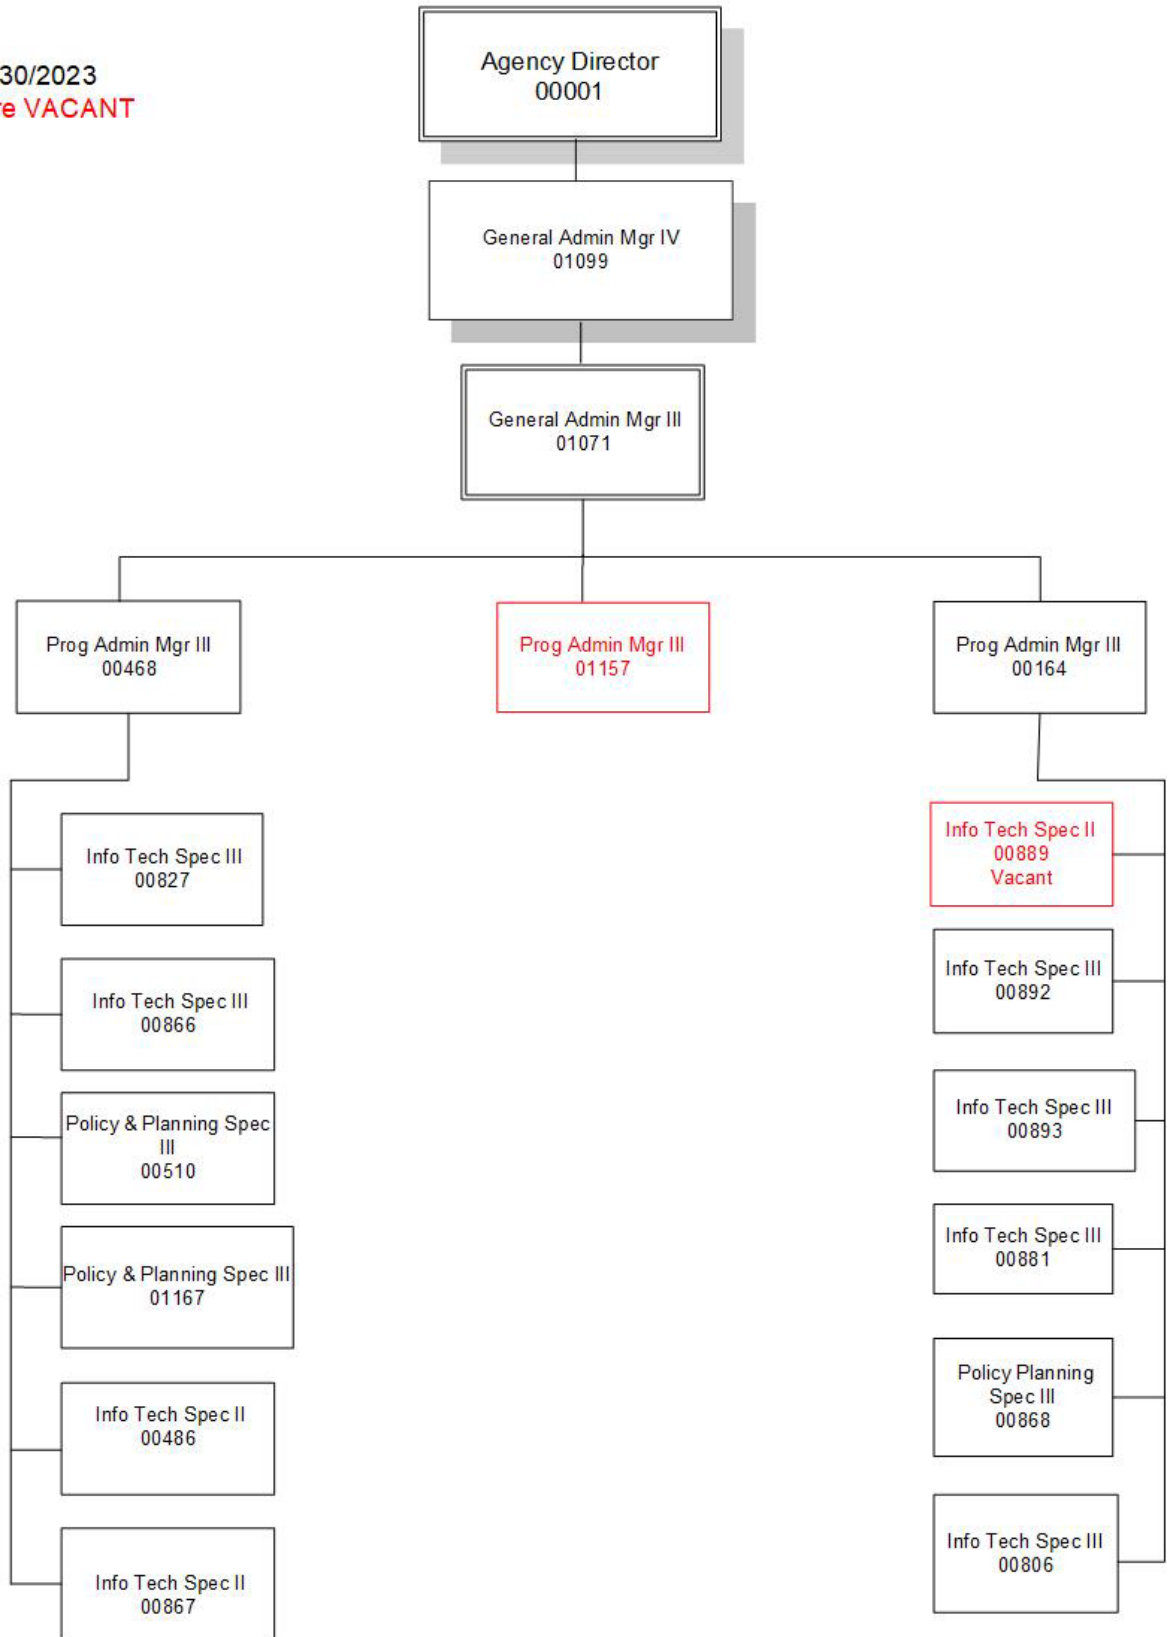 30/2023
re VACANT
Agency Director
00001
General Admin Mgr IV
01099
General Admin Mgr III
01071
Prog Admin Mgr III
00468
Prog Admin Mgr III
01157
Prog Admin Mgr III
00164
Info Tech Spec III
00827
Info Tech Spec III
00866
Policy & Planning Spec
III
00510
Policy & Planning Spec III
01167
Info Tech Spec II
00486
Info Tech Spec II
00867
Info Tech Spec II
00889
Vacant
Info Tech Spec III
00892
Info Tech Spec III
00893
Info Tech Spec III
00881
Policy Planning
Spec III
00868
Info Tech Spec III
00806